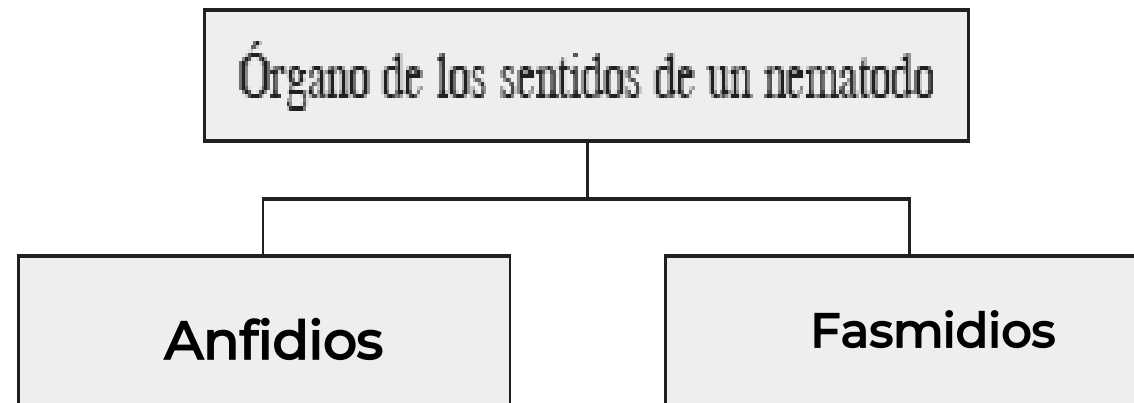 Órgano de los sentidos de un nematodo
Anfidios
Fasmidios